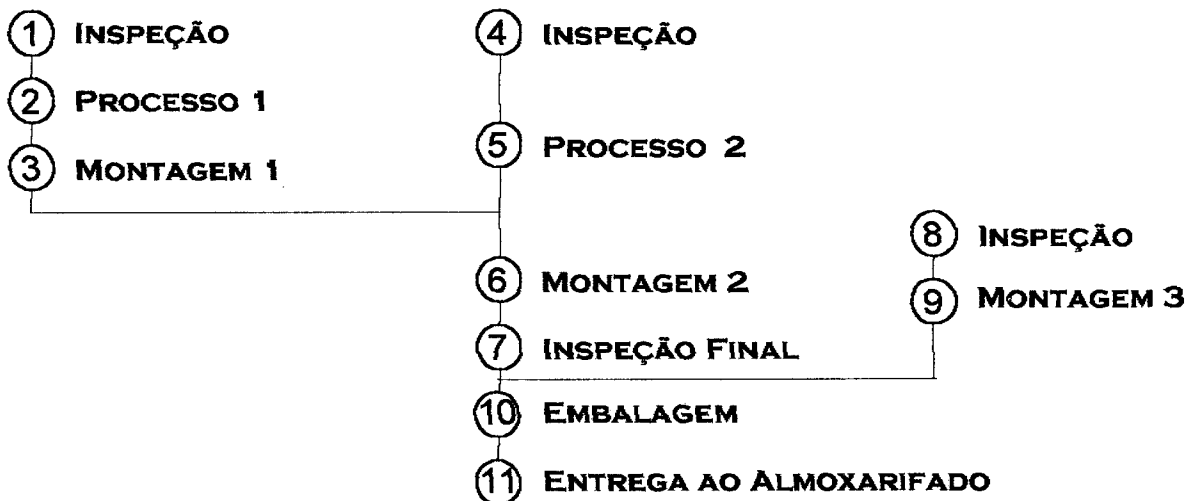 1 INSPEÇÃO
2 PROCESSO 1
3 MONTAGEM 1
4 INSPEÇÃO
5 PROCESSO 2
6 MONTAGEM 2
7 INSPEÇÃO FINAL
8 INSPEÇÃO
9 MONTAGEM 3
10 EMBALAGEM
11 ENTREGA AO ALMOXARIFADO